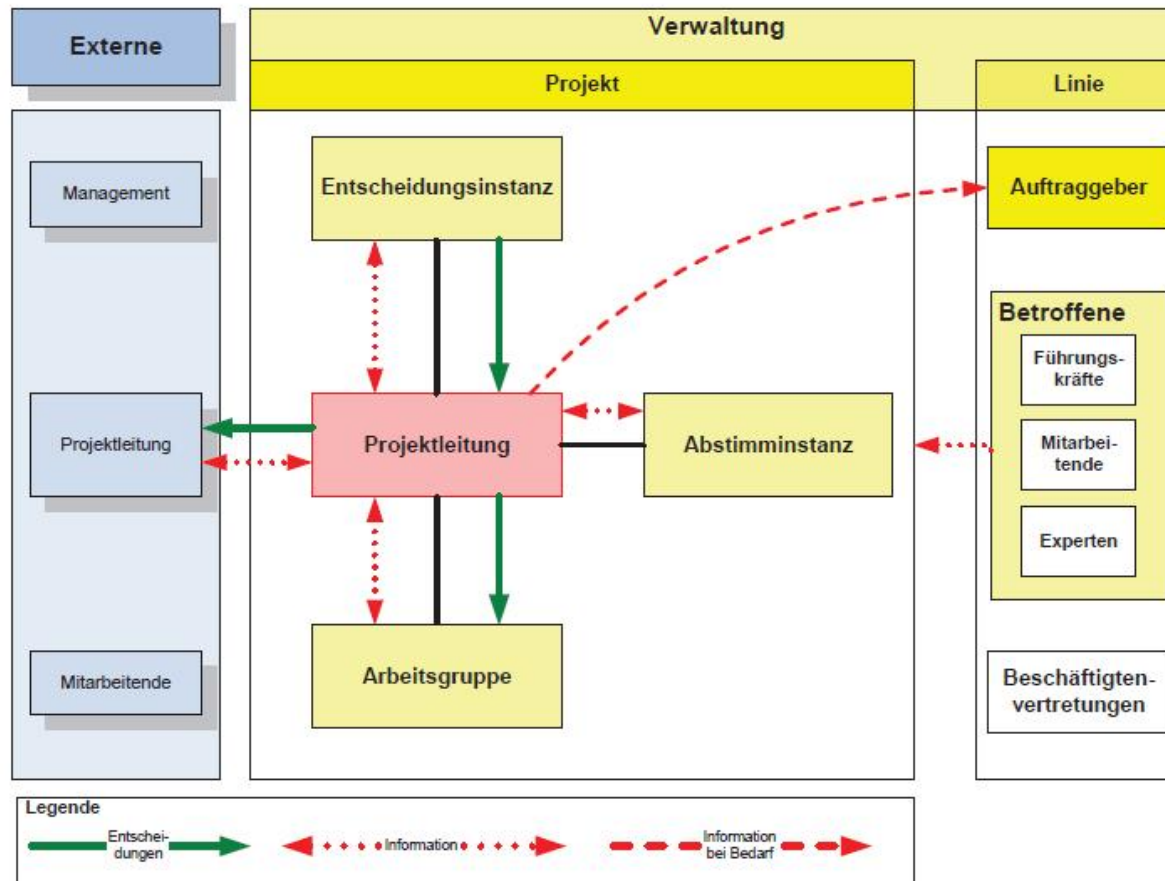 Externe
Verwaltung
Projekt
Linie
Management
Entscheidungsinstanz
Auftraggeber
Betroffene
Führungs-
kräfte
Projektleitung
Projektleitung
Abstimminstanz
Mitarbei-
tende
Experten
Mitarbeitende
Arbeitsgruppe
Beschäftigten-
vertretungen
Legende
Entschei-
dungen
Information
Information
bei Bedarf